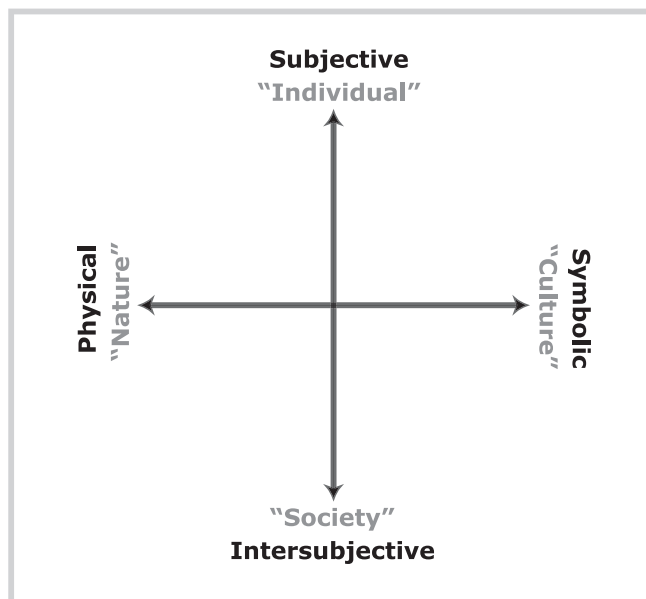 Subjective
“Individual”
Physical
“Nature”
“Culture”
Symbolic
“Society”
Intersubjective